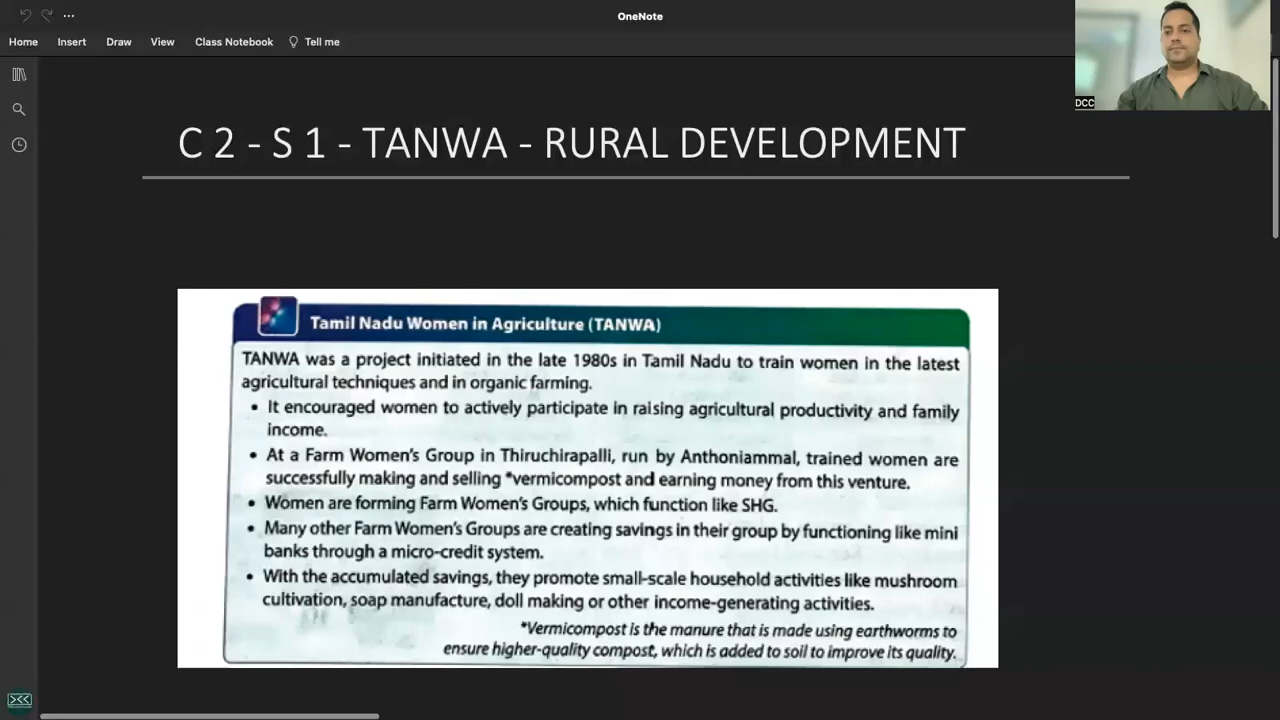 OneNote
Home Insert Draw View Class Notebook Tell me
DCC
C 2 - S 1 - TANWA - RURAL DEVELOPMENT
Tamil Nadu Women in Agriculture (TANWA)
TANWA was a project initiated in the late 1980s in Tamil Nadu to train women in the latest
agricultural techniques and in organic farming.
• It encouraged women to actively participate in raising agricultural productivity and family
income.
• At a Farm Women's Group in Thiruchirapalli, run by Anthoniammal, trained women are
successfully making and selling *vermicompost and earning money from this venture.
• Women are forming Farm Women's Groups, which function like SHG.
• Many other Farm Women's Groups are creating savings in their group by functioning like mini
banks through a micro-credit system.
• With the accumulated savings, they promote small-scale household activities like mushroom
cultivation, soap manufacture, doll making or other income-generating activities.
*Vermicompost is the manure that is made using earthworms to
ensure higher-quality compost, which is added to soil to improve its quality.